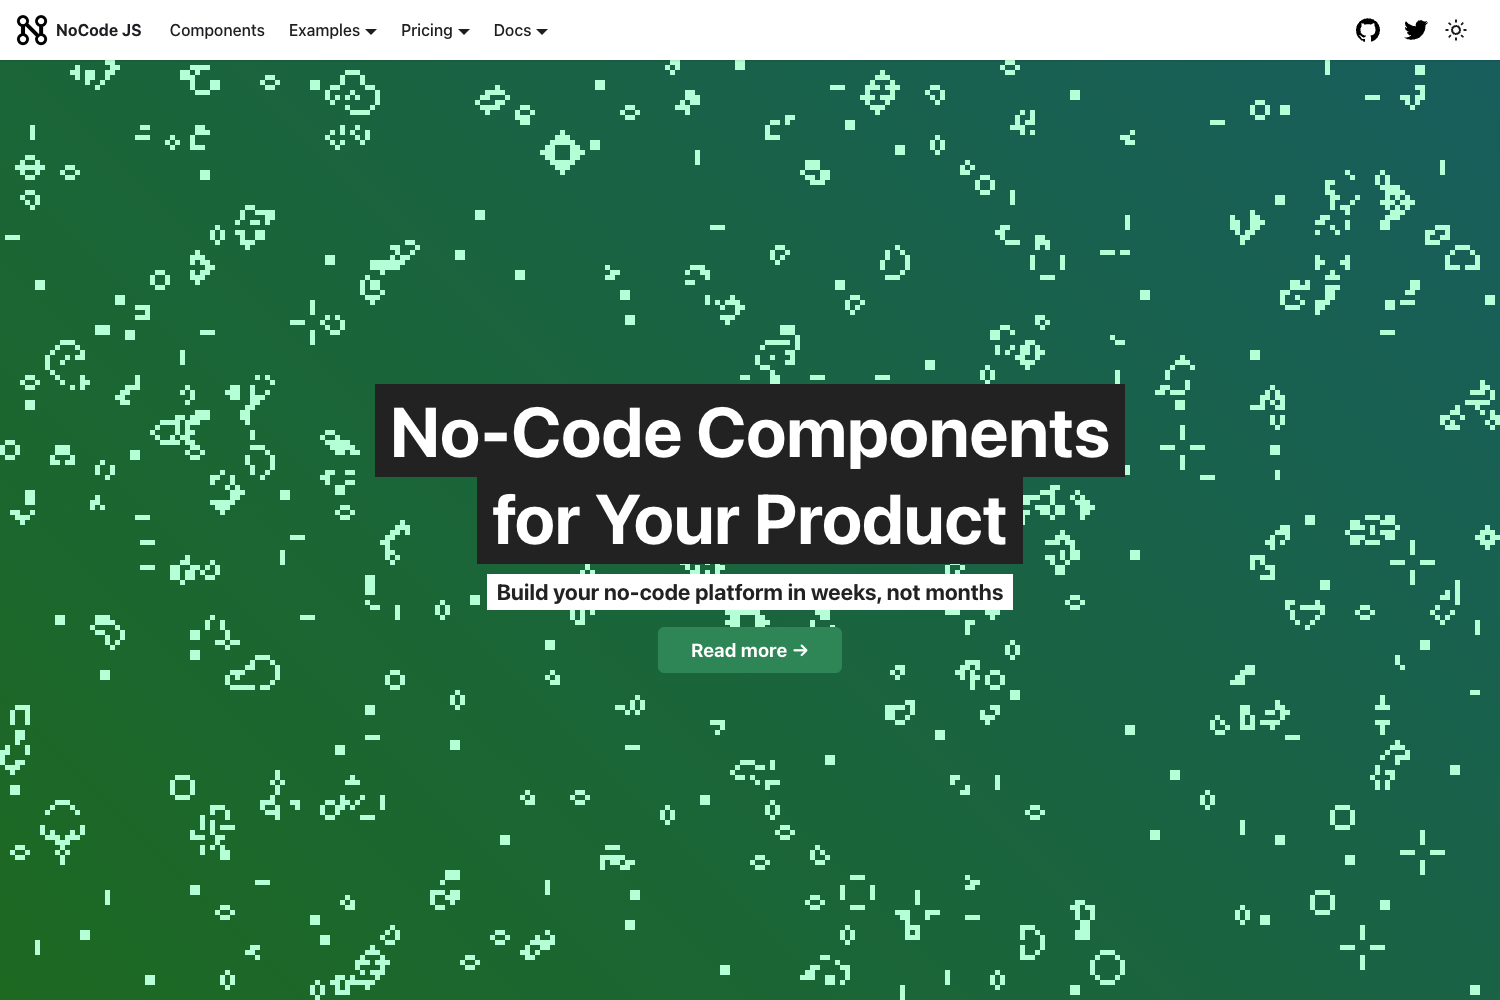 NoCode JS
Components
Examples
Pricing
Docs
No-Code Components
for Your Product
Build your no-code platform in weeks, not months
Read more →